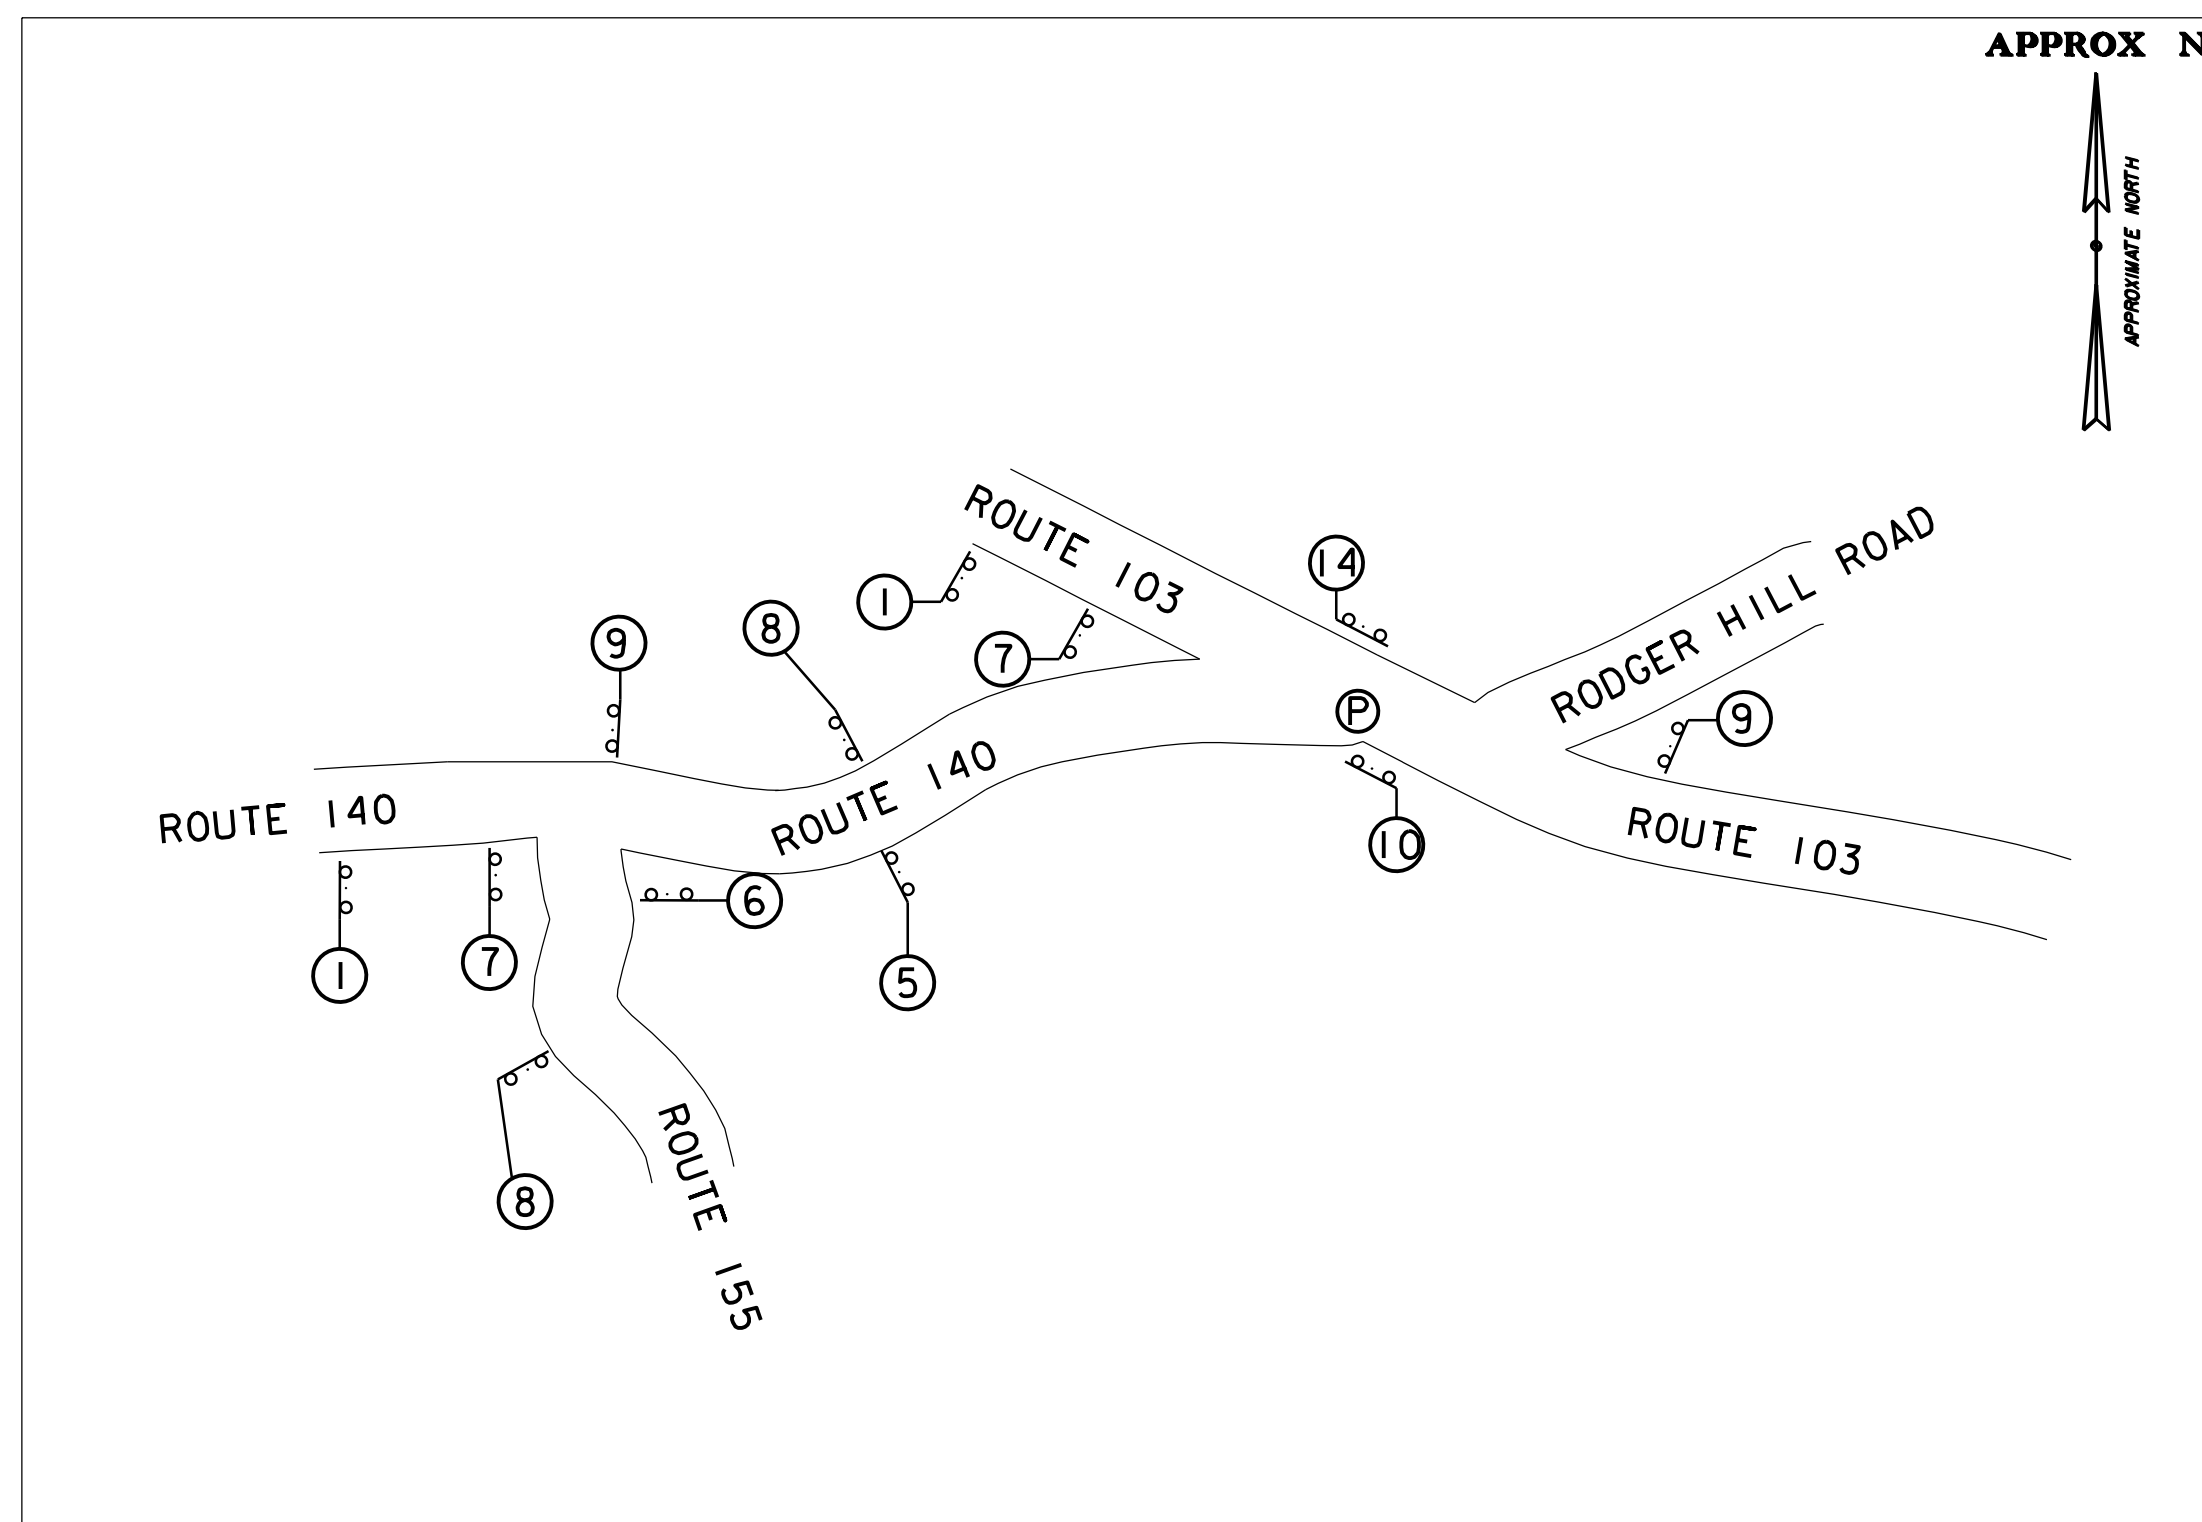 APPROX N
APPROXIMATE NORTH
ROUTE 103
14
ROAD
RODGER HILL
1
8
9
7
P
9
ROUTE 140
ROUTE 140
10
ROUTE 103
6
1
7
5
8
ROUTE 155